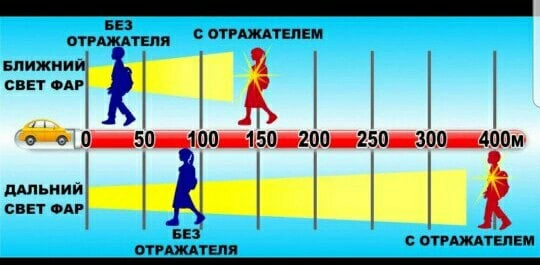 БЕЗ
ОТРАЖАТЕЛЯ
С ОТРАЖАТЕЛЕМ
БЛИЖНИЙ
СВЕТ ФАР
0 50 100 150 200 250 300 400м
ДАЛЬНИЙ
СВЕТ ФАР
БЕЗ
ОТРАЖАТЕЛЯ
С ОТРАЖАТЕЛЕМ